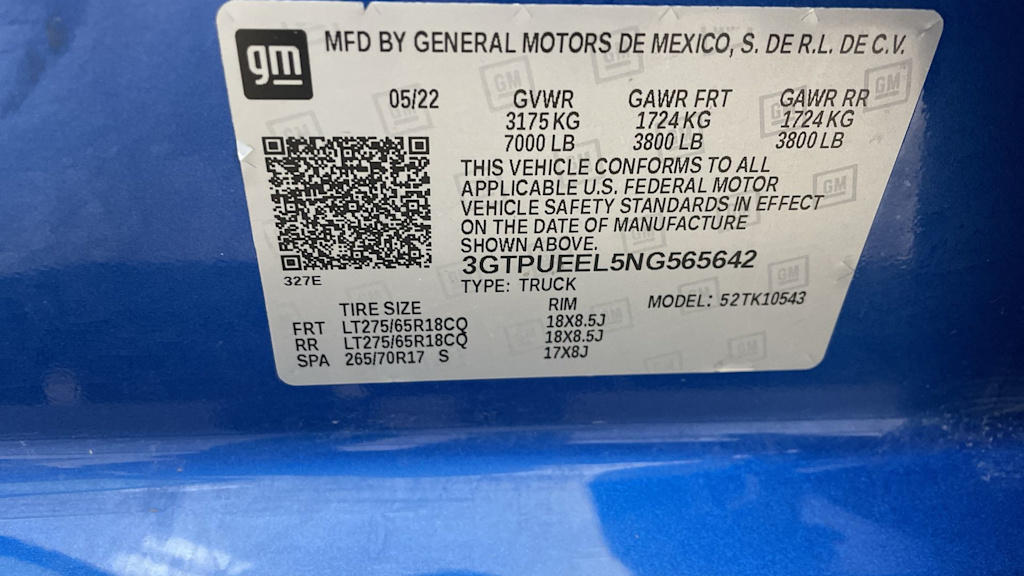 gm
MFD BY GENERAL MOTORS DE MEXICO, S. DE R.L. DE C.V.
05/22 GVWR GAWR FRT GAWR RR
3175 KG 1724 KG 1724 KG
7000 LB 3800 LB 3800 LB
THIS VEHICLE CONFORMS TO ALL
APPLICABLE U.S. FEDERAL MOTOR
VEHICLE SAFETY STANDARDS IN EFFECT
ON THE DATE OF MANUFACTURE
SHOWN ABOVE.
3GTPUEEL5NG565642
327E TYPE: TRUCK
TIRE SIZE RIM MODEL: 52TK10543
FRT LT275/65R18CQ 18X8.5J
RR LT275/65R18CQ 18X8.5J
SPA 265/70R17 S 17X8J